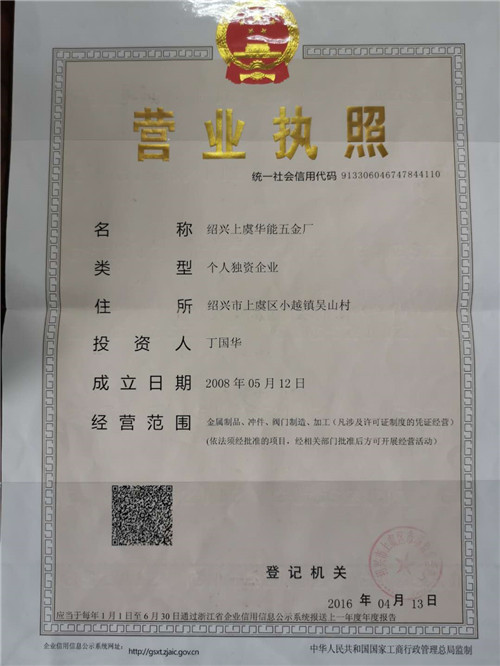 营业执照
统一社会信用代码 913306046747844110
名称 绍兴上虞华能五金厂
类型 个人独资企业
住所 绍兴市上虞区小越镇吴山村
投资人 丁国华
成立日期 2008 年 05 月 12 日
经营范围 金属制品、冲件、阀门制造、加工(凡涉及许可证制度的凭证经营)
(依法须经批准的项目，经相关部门批准后方可开展经营活动)
登记机关
2016 年 04 月 13 日
应当于每年1月1日至6月30日通过浙江省企业信用信息公示系统报送上一年度年度报告
企业信用信息公示系统网址： http://gsxt.zjaic.gov.cn
中华人民共和国国家工商行政管理总局监制